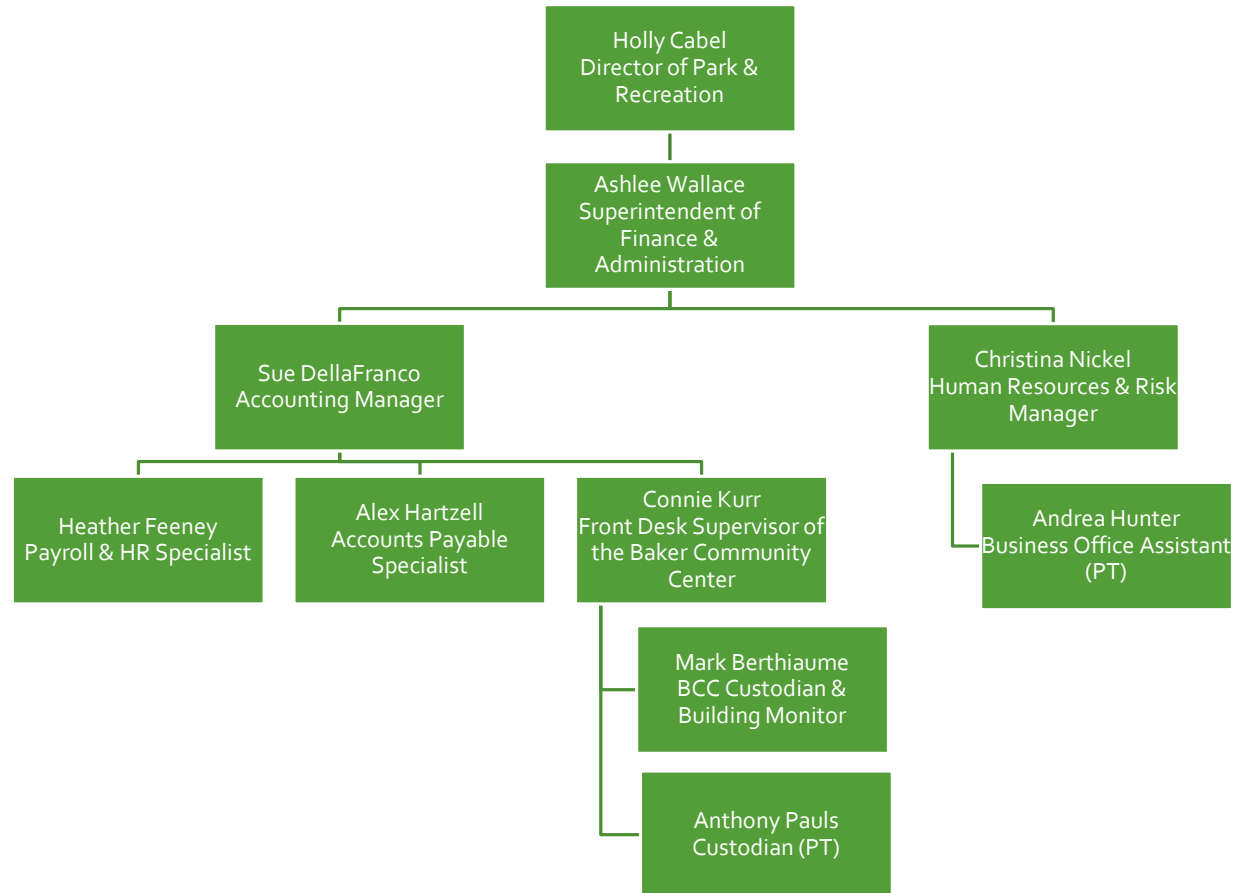 Holly Cabel
Director of Park &
Recreation
Ashlee Wallace
Superintendent of
Finance &
Administration
Sue DellaFranco
Accounting Manager
Christina Nickel
Human Resources & Risk
Manager
Heather Feeney
Payroll & HR Specialist
Alex Hartzell
Accounts Payable
Specialist
Connie Kurr
Front Desk Supervisor of
the Baker Community
Center
Andrea Hunter
Business Office Assistant
(PT)
Mark Berthiaume
BCC Custodian &
Building Monitor
Anthony Pauls
Custodian (PT)